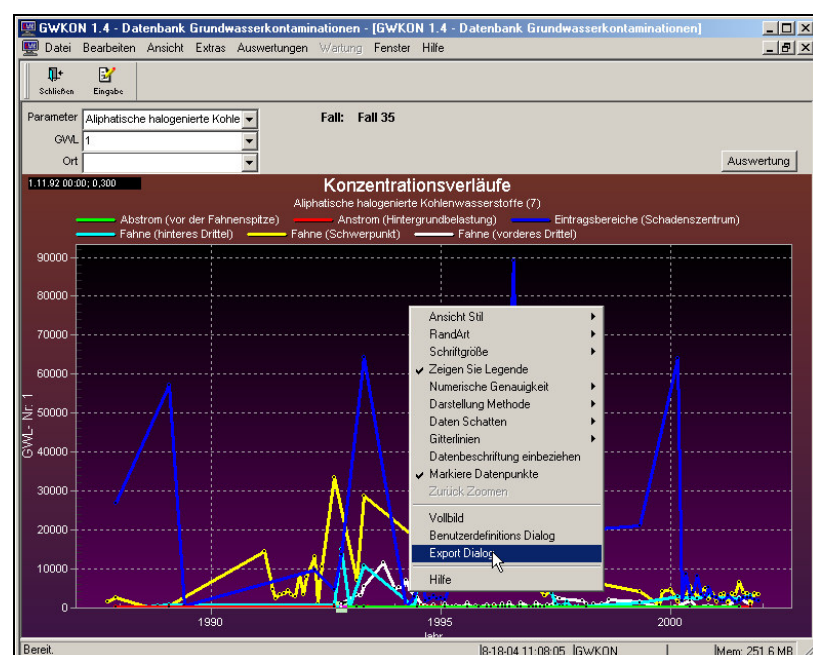 GWKON 1.4 - Datenbank Grundwasserkontaminationen - [GWKON 1.4 - Datenbank Grundwasserkontaminationen]
Datei Bearbeiten Ansicht Extras Auswertungen Wartung Fenster Hilfe
Schließen Eingabe
Parameter Aliphatische halogenierte Kohle Fall: Fall 35
GWL 1
Ort
Auswertung
1.11.92 00:00; 0,300
Konzentrationsverläufe
Aliphatische halogenierte Kohlenwasserstoffe (7)
Abstrom (vor der Fahnenspitze) Anstrom (Hintergrundbelastung) Eintragsbereiche (Schadenszentrum)
Fahne (hinteres Drittel) Fahne (Schwerpunkt) Fahne (vorderes Drittel)
90000
80000
70000
60000
50000
40000
30000
20000
10000
0
GWL- Nr. 1
Ansicht Stil
RandArt
Schriftgröße
Zeigen Sie Legende
Numerische Genauigkeit
Darstellung Methode
Daten Schatten
Gitterlinien
Datenbeschriftung einbeziehen
Markiere Datenpunkte
Zurück Zoomen
Vollbild
Benutzerdefinitions Dialog
Export Dialog
Hilfe
1990 1995 2000
Jahr
Bereit. 8-18-04 11:08:05 GWKON Mem: 251,6 MB